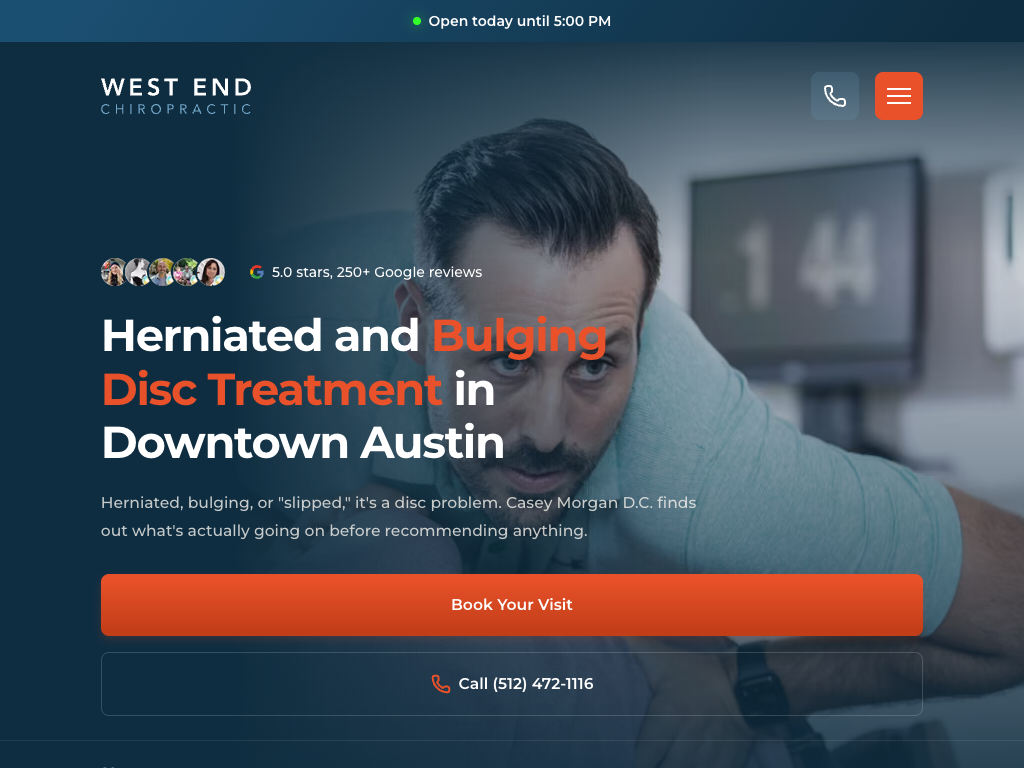 Open today until 5:00 PM
WEST END
CHIROPRACTIC
5.0 stars, 250+ Google reviews
Herniated and Bulging
Disc Treatment in
Downtown Austin
Herniated, bulging, or "slipped," it's a disc problem. Casey Morgan D.C. finds
out what's actually going on before recommending anything.
Book Your Visit
Call (512) 472-1116